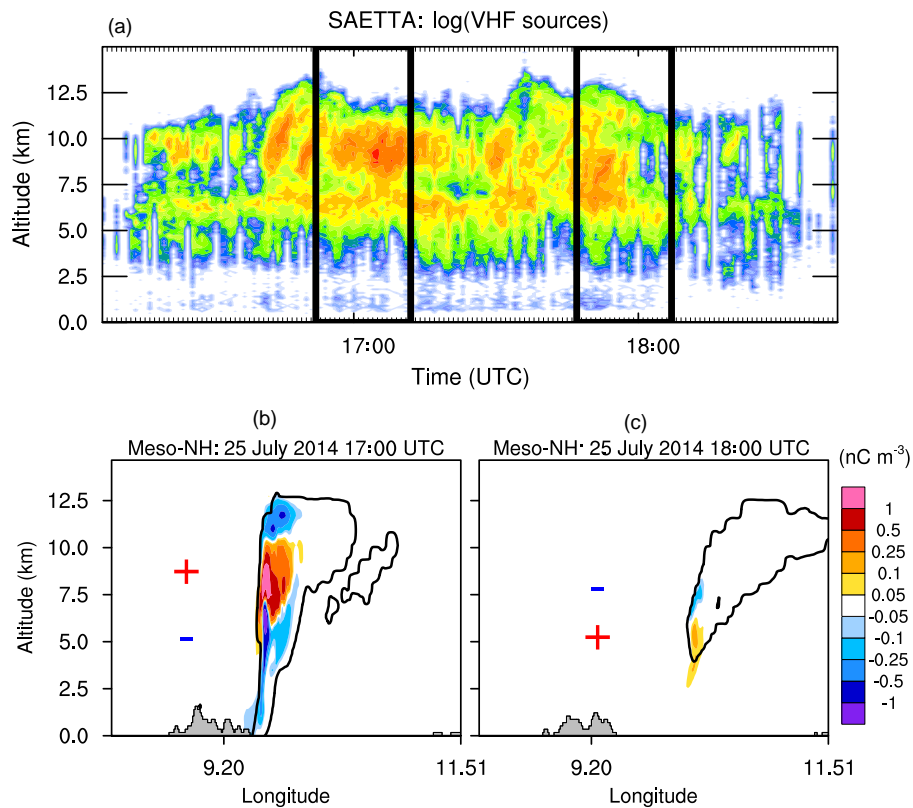 SAETTA: log(VHF sources)
(a)
12.5
10.0
7.5
5.0
2.5
0.0
Altitude (km)
17:00 18:00
Time (UTC)
(b)
Meso-NH: 25 July 2014 17:00 UTC
12.5
10.0
7.5
5.0
2.5
0.0
Altitude (km)
+
-
9.20 11.51
Longitude
(c)
Meso-NH: 25 July 2014 18:00 UTC
-
+
9.20 11.51
Longitude
(nC m⁻³)
1
0.5
0.25
0.1
0.05
-0.05
-0.1
-0.25
-0.5
-1